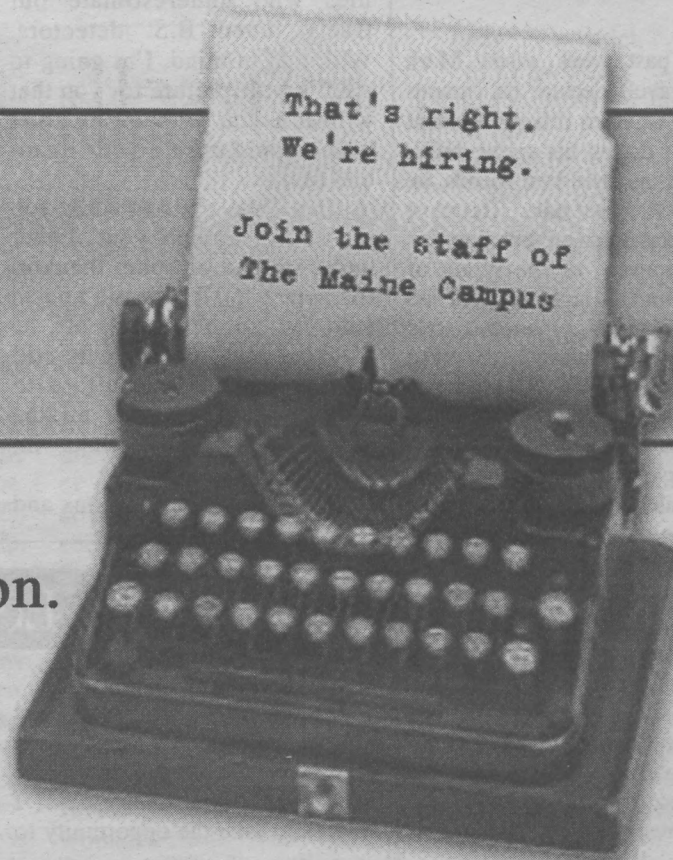 That's right.
We're hiring.
Join the staff of
The Maine Campus
on.